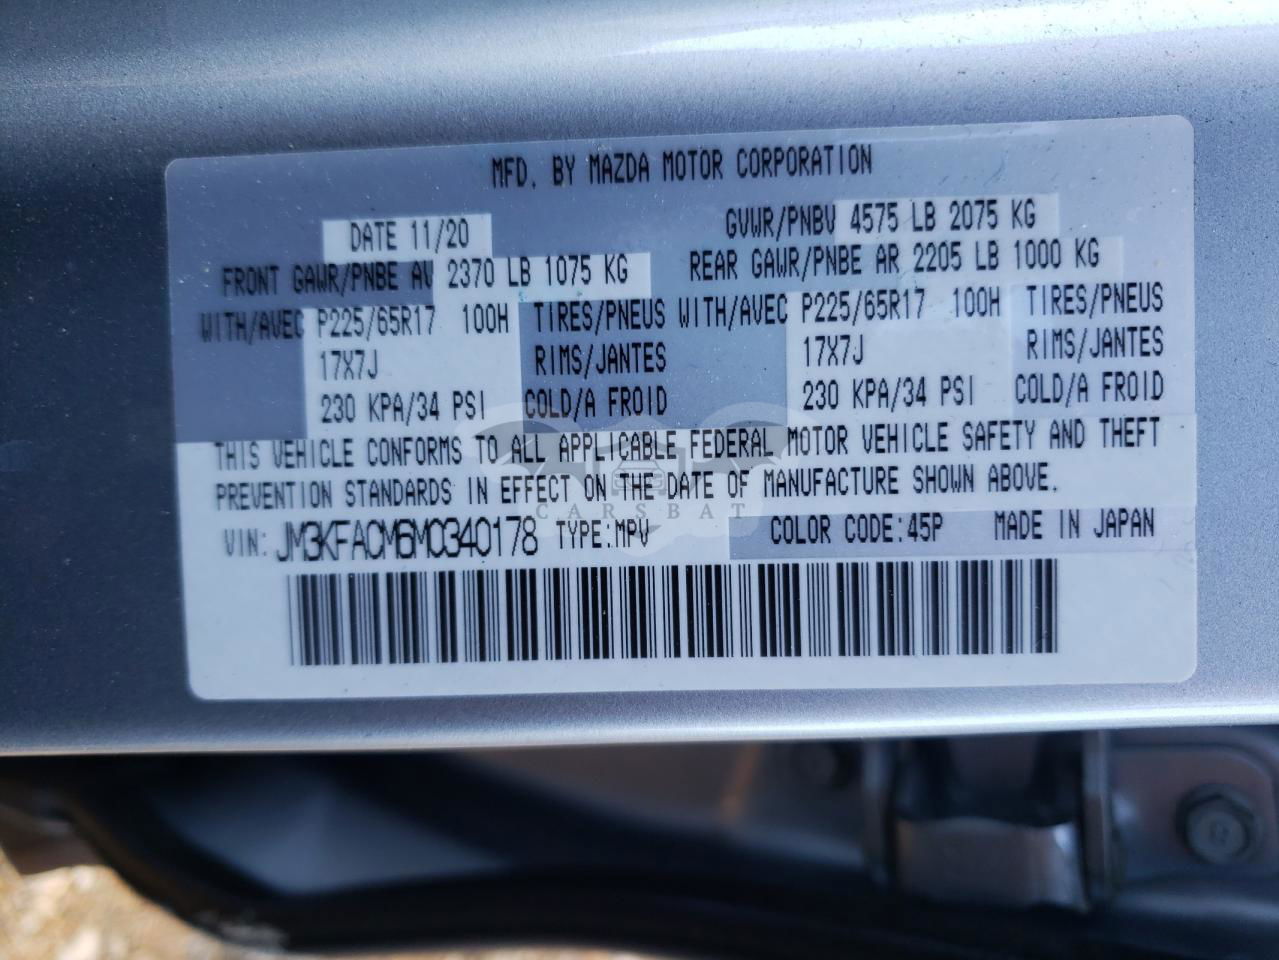 MFD. BY MAZDA MOTOR CORPORATION
DATE 11/20 GVWR/PNBV 4575 LB 2075 KG
FRONT GAWR/PNBE AV 2370 LB 1075 KG REAR GAWR/PNBE AR 2205 LB 1000 KG
WITH/AVEC P225/65R17 100H TIRES/PNEUS WITH/AVEC P225/65R17 100H TIRES/PNEUS
17X7J RIMS/JANTES 17X7J RIMS/JANTES
230 KPA/34 PSI COLD/A FROID 230 KPA/34 PSI COLD/A FROID
THIS VEHICLE CONFORMS TO ALL APPLICABLE FEDERAL MOTOR VEHICLE SAFETY AND THEFT
PREVENTION STANDARDS IN EFFECT ON THE DATE OF MANUFACTURE SHOWN ABOVE.
CARSBAT
VIN: JM3KFACM6M0340178 TYPE:MPV COLOR CODE:45P MADE IN JAPAN